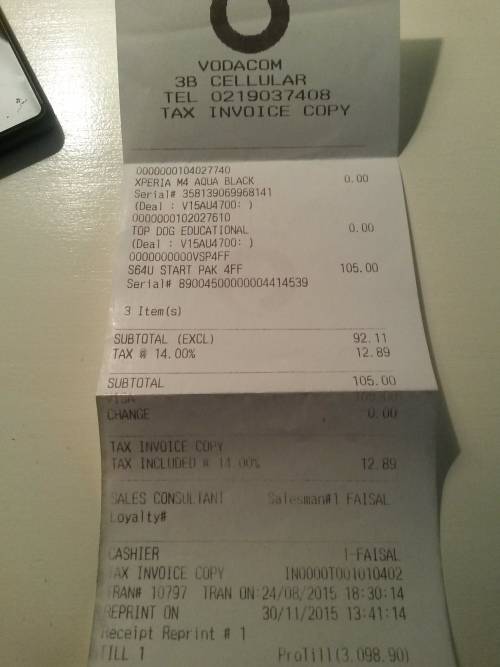 VODACOM
3B CELLULAR
TEL 0219037408
TAX INVOICE COPY
0000000104027740
XPERIA M4 AQUA BLACK 0.00
Serial# 358139069968141
(Deal : V15AU4700: )
0000000102027610
TOP DOG EDUCATIONAL 0.00
(Deal : V15AU4700: )
0000000000VSP4FF
S64U START PAK 4FF 105.00
Serial# 89004500000004414539
3 Item(s)
SUBTOTAL (EXCL) 92.11
TAX @ 14.00% 12.89
SUBTOTAL 105.00
VISA 105.00
CHANGE 0.00
TAX INVOICE COPY
TAX INCLUDED @ 14.00% 12.89
SALES CONSULTANT Salesman#1 FAISAL
Loyalty#
CASHIER 1-FAISAL
TAX INVOICE COPY IN0000T001010402
TRAN# 10797 TRAN ON:24/08/2015 18:30:14
REPRINT ON 30/11/2015 13:41:14
Receipt Reprint # 1
TILL 1 ProTill(3,098.90)